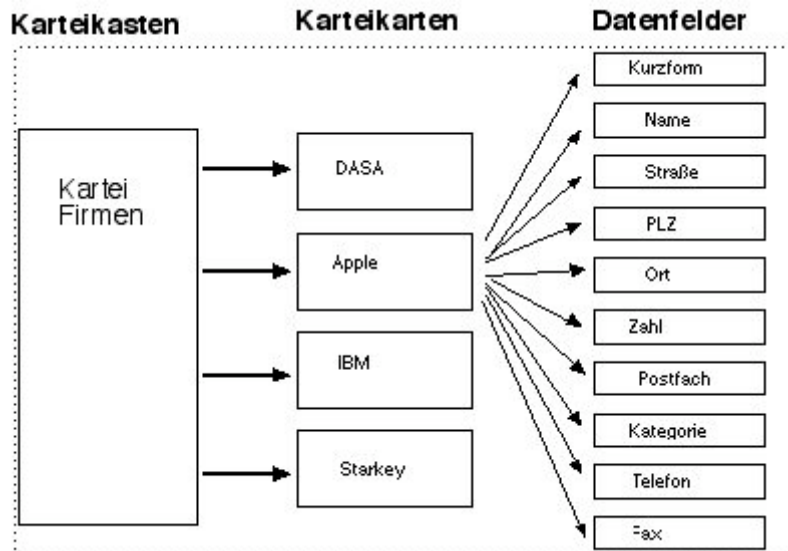 Karteikasten
Karteikarten
Datenfelder
Kartei
Firmen
DASA
Apple
IBM
Starkey
Kurzform
Name
Straße
PLZ
Ort
Zahl
Postfach
Kategorie
Telefon
Fax